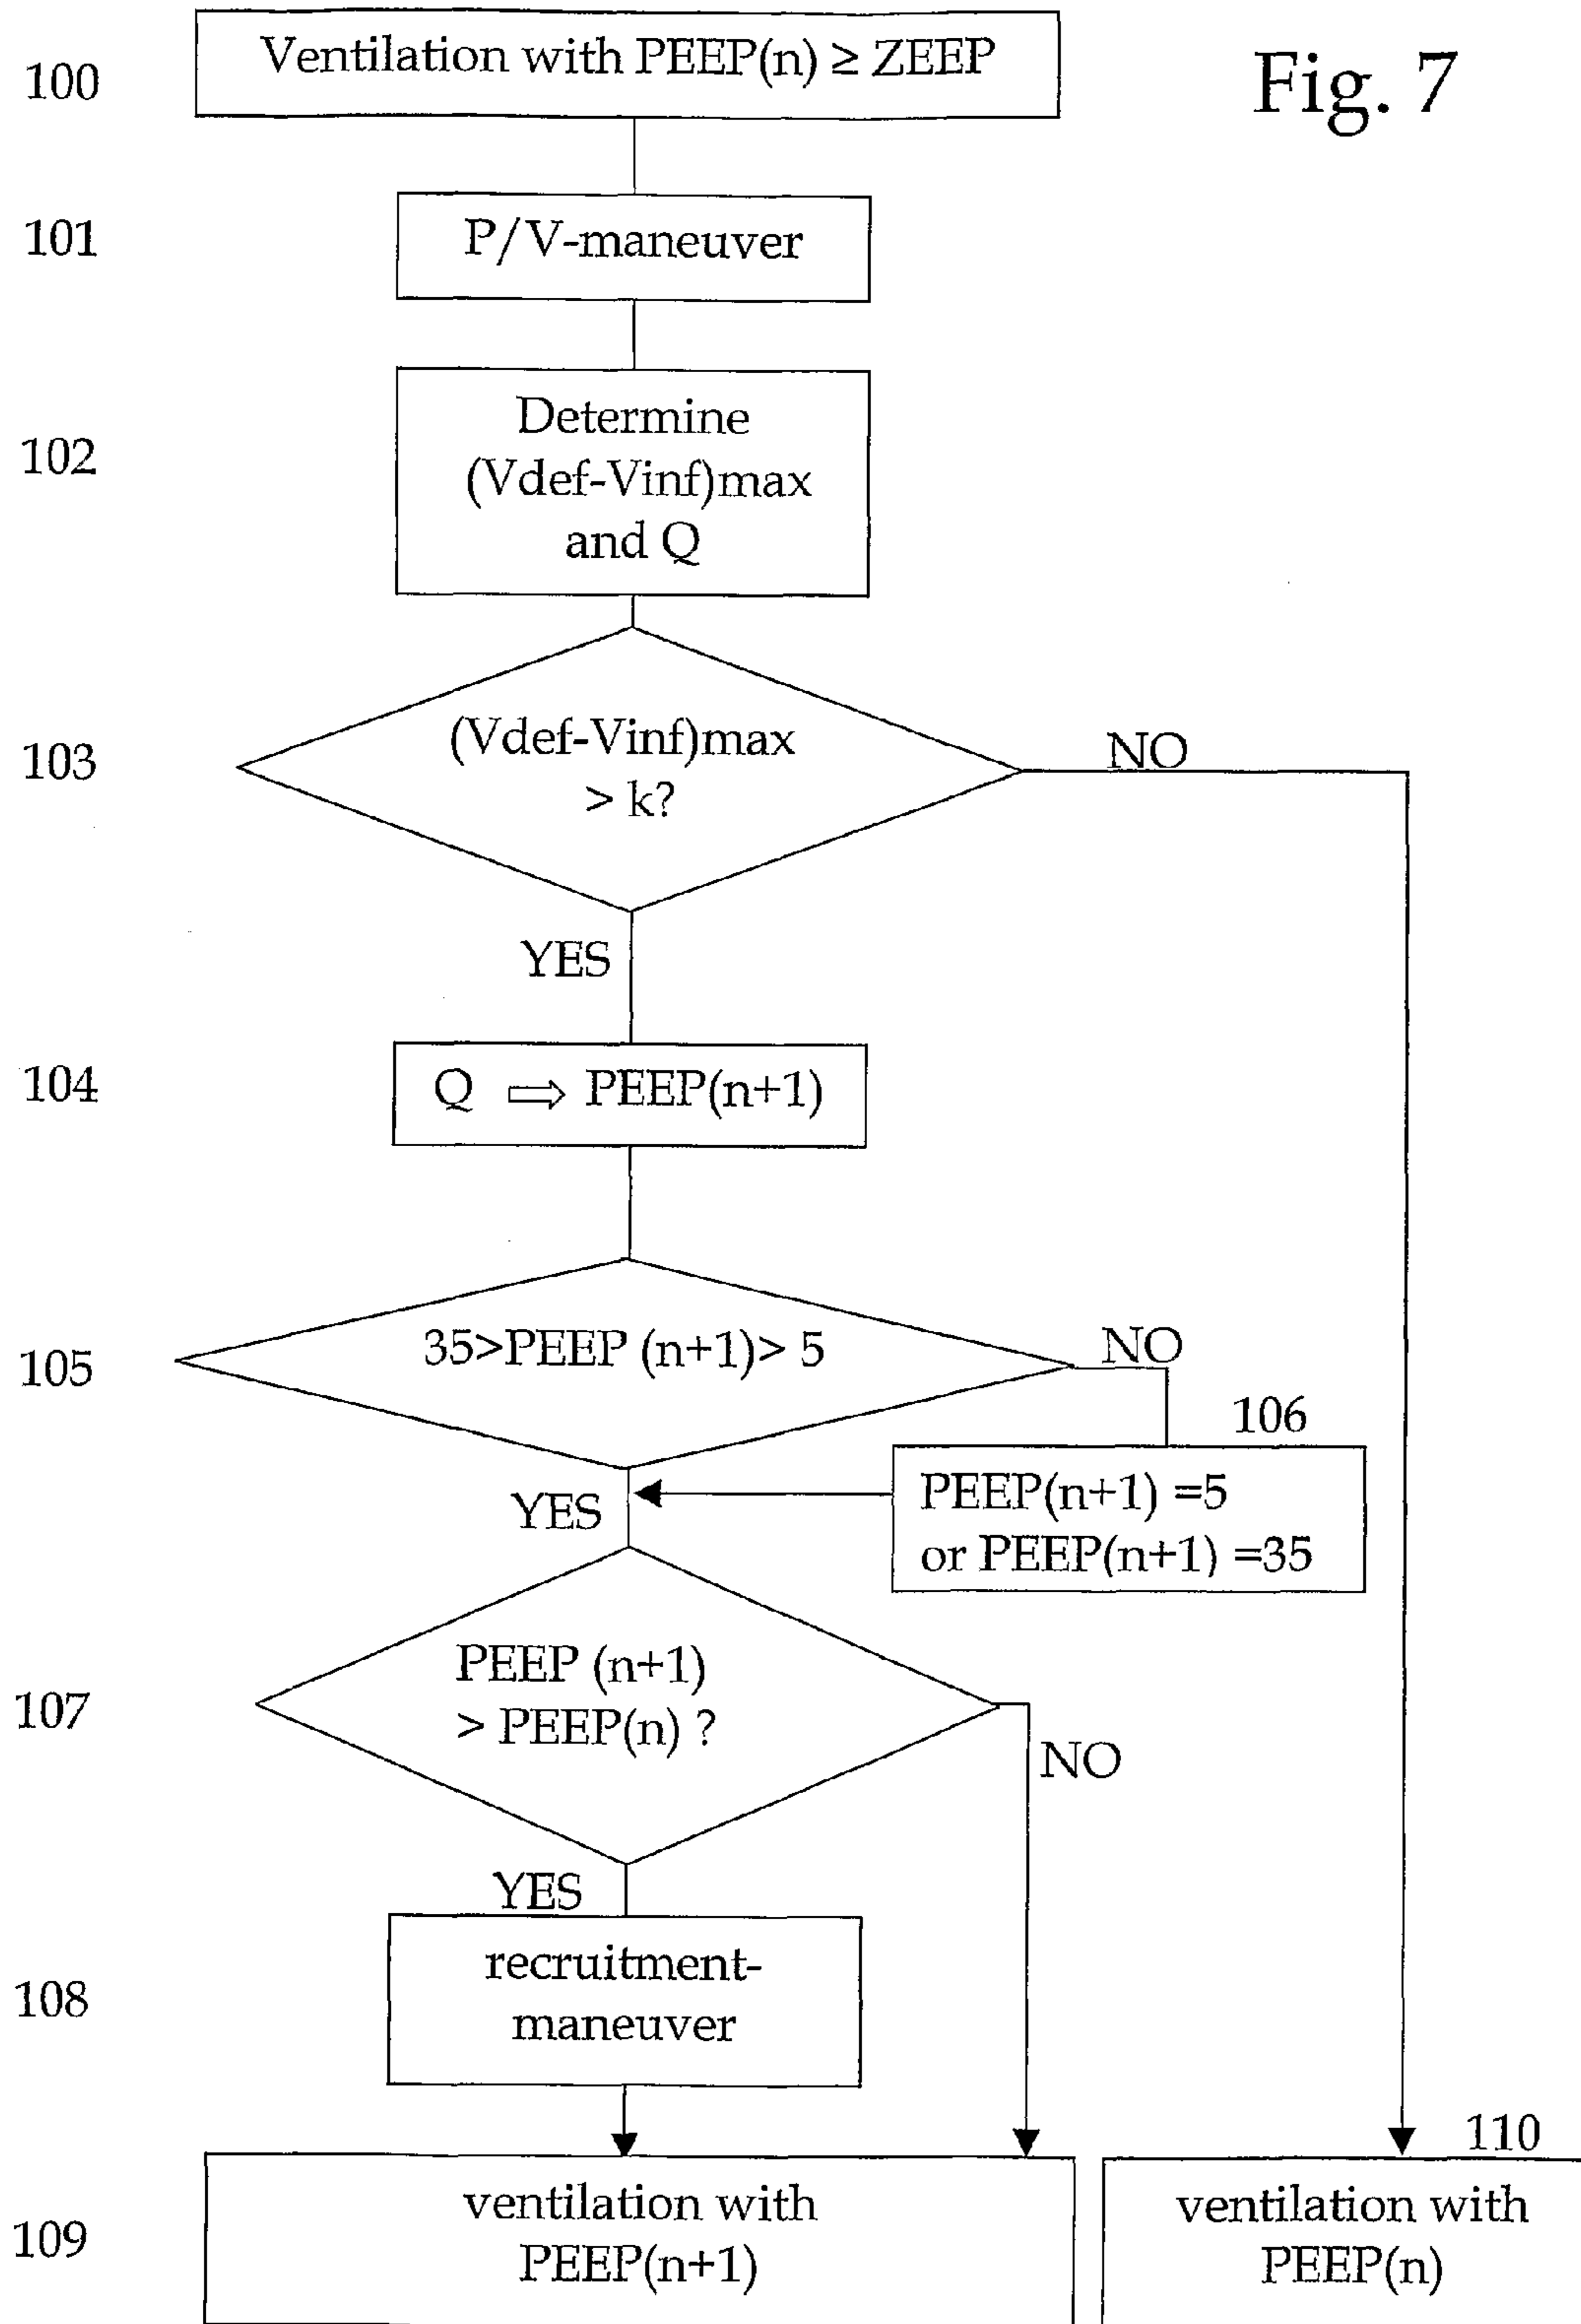 Fig. 7
100
Ventilation with PEEP(n) ≥ ZEEP
101
P/V-maneuver
102
Determine
(Vdef-Vinf)max
and Q
103
(Vdef-Vinf)max
> k?
NO
YES
104
Q ⇒ PEEP(n+1)
105
35>PEEP (n+1)> 5
NO
106
PEEP(n+1) =5
or PEEP(n+1) =35
YES
107
PEEP (n+1)
> PEEP(n) ?
NO
YES
108
recruitment-
maneuver
109
ventilation with
PEEP(n+1)
110
ventilation with
PEEP(n)